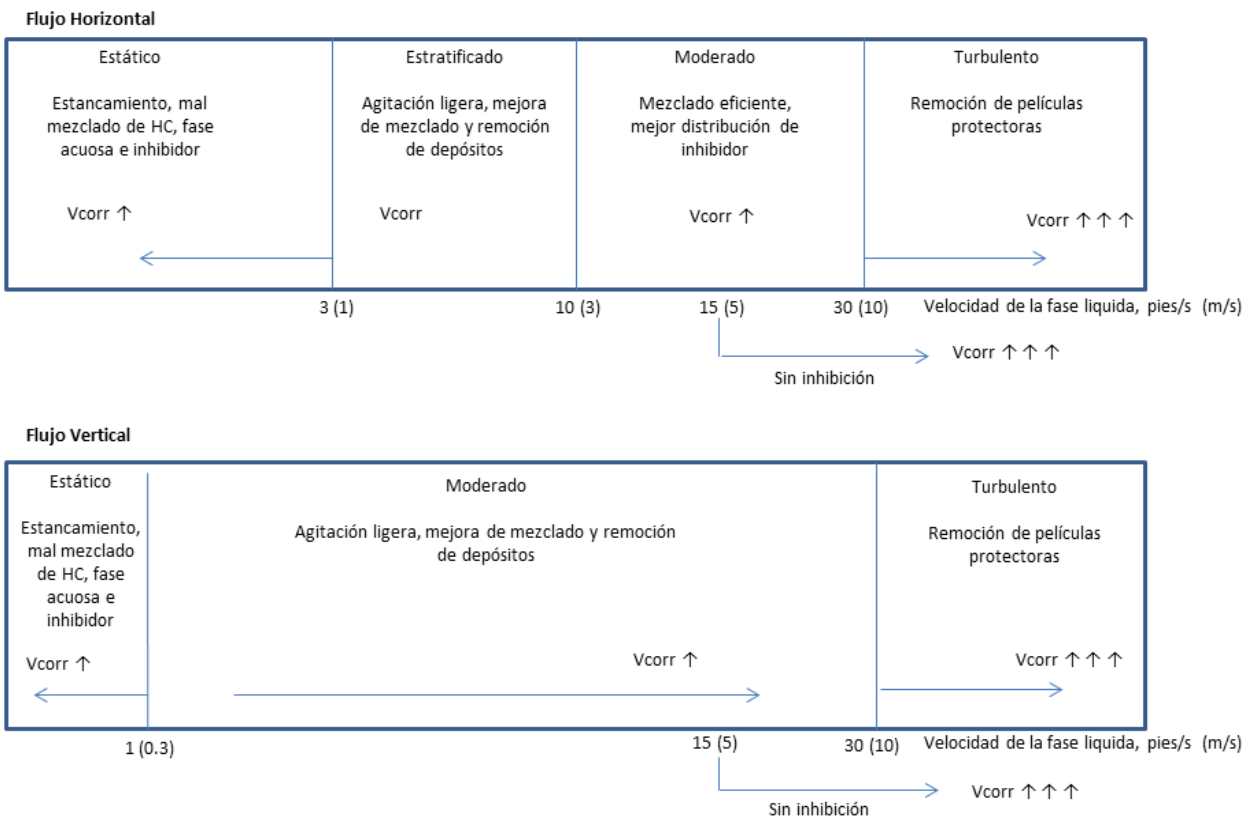 Flujo Horizontal
Estático
Estancamiento, mal
mezclado de HC, fase
acuosa e inhibidor
Vcorr ↑
Estratificado
Agitación ligera, mejora
de mezclado y remoción
de depósitos
Vcorr
Moderado
Mezclado eficiente,
mejor distribución de
inhibidor
Vcorr ↑
Turbulento
Remoción de películas
protectoras
Vcorr ↑ ↑ ↑
3 (1)
10 (3)
15 (5)
30 (10)
Velocidad de la fase liquida, pies/s (m/s)
Vcorr ↑ ↑ ↑
Sin inhibición
Flujo Vertical
Estático
Estancamiento,
mal mezclado
de HC, fase
acuosa e
inhibidor
Vcorr ↑
Moderado
Agitación ligera, mejora de mezclado y remoción
de depósitos
Vcorr ↑
Turbulento
Remoción de películas
protectoras
Vcorr ↑ ↑ ↑
1 (0.3)
15 (5)
30 (10)
Velocidad de la fase liquida, pies/s (m/s)
Vcorr ↑ ↑ ↑
Sin inhibición